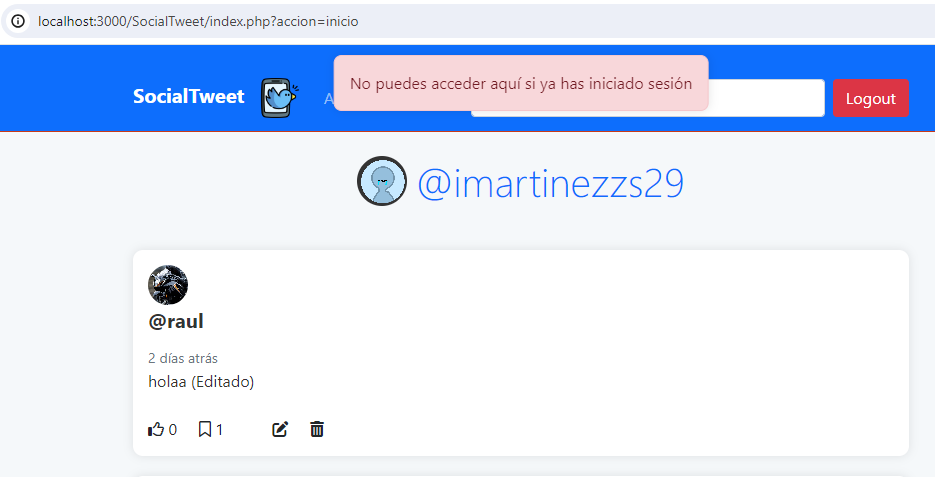 localhost:3000/SocialTweet/index.php?accion=inicio
No puedes acceder aquí si ya has iniciado sesión
SocialTweet
Logout
@imartinezzs29
@raul
2 días atrás
holaa (Editado)
0 1